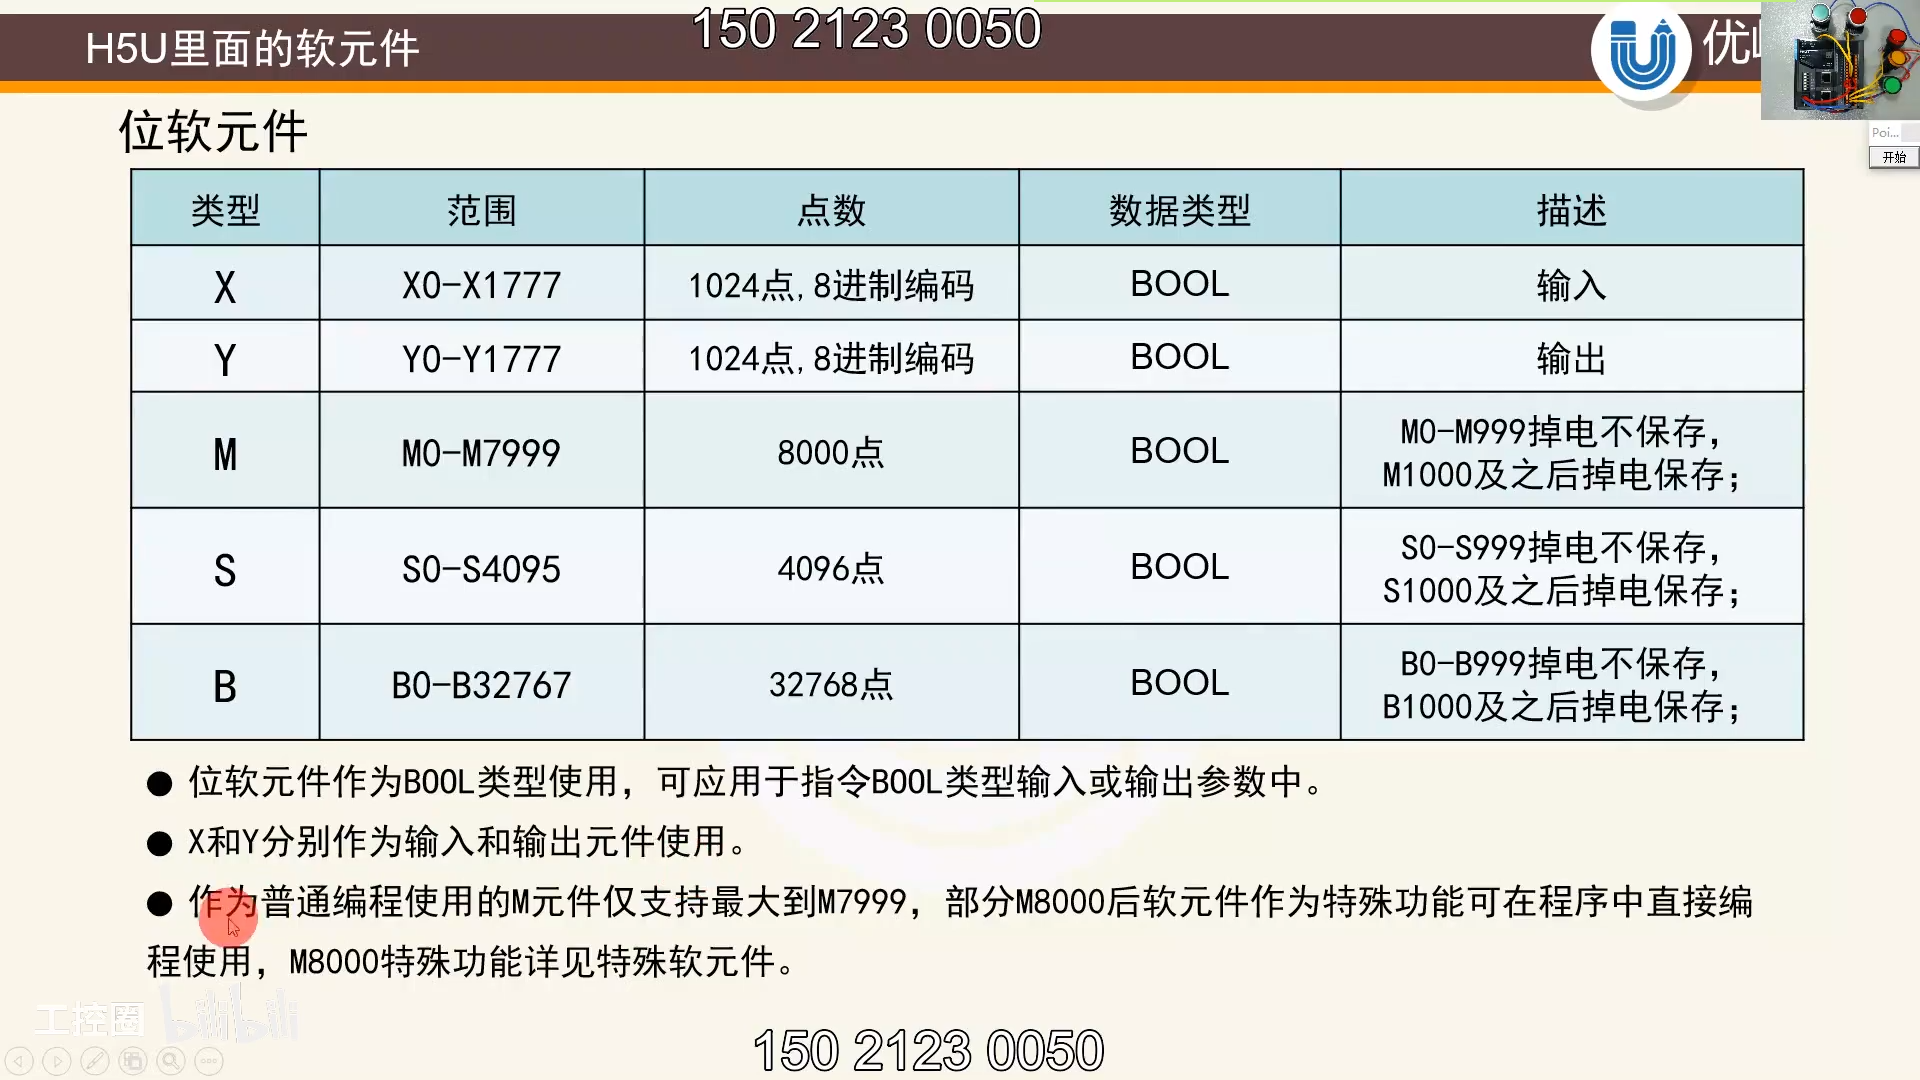 150 2123 0050
H5U里面的软元件
优
Poi...
开始
位软元件
类型 范围 点数 数据类型 描述
X X0-X1777 1024点,8进制编码 BOOL 输入
Y Y0-Y1777 1024点,8进制编码 BOOL 输出
M M0-M7999 8000点 BOOL M0-M999掉电不保存,
M1000及之后掉电保存;
S S0-S4095 4096点 BOOL S0-S999掉电不保存,
S1000及之后掉电保存;
B B0-B32767 32768点 BOOL B0-B999掉电不保存,
B1000及之后掉电保存;
● 位软元件作为BOOL类型使用，可应用于指令BOOL类型输入或输出参数中。
● X和Y分别作为输入和输出元件使用。
● 作为普通编程使用的M元件仅支持最大到M7999，部分M8000后软元件作为特殊功能可在程序中直接编
程使用，M8000特殊功能详见特殊软元件。
工控圈 bilibili
150 2123 0050